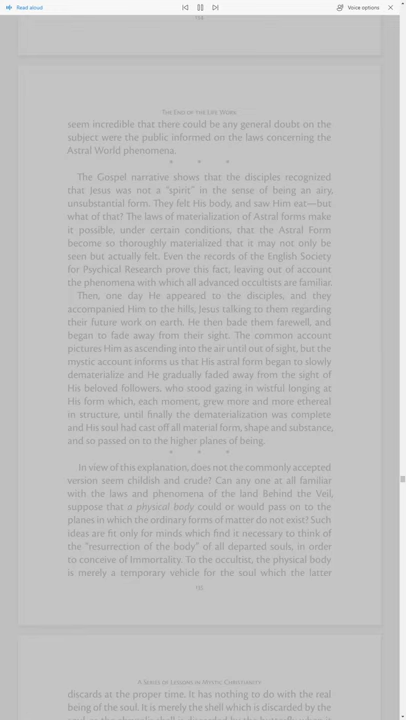 Read aloud
Voice options
154
The End of the Life Work
seem incredible that there could be any general doubt on the
subject were the public informed on the laws concerning the
Astral World phenomena.
* * *
The Gospel narrative shows that the disciples recognized
that Jesus was not a "spirit" in the sense of being an airy,
unsubstantial form. They felt His body, and saw Him eat—but
what of that? The laws of materialization of Astral forms make
it possible, under certain conditions, that the Astral Form
become so thoroughly materialized that it may not only be
seen but actually felt. Even the records of the English Society
for Psychical Research prove this fact, leaving out of account
the phenomena with which all advanced occultists are familiar.
Then, one day He appeared to the disciples, and they
accompanied Him to the hills, Jesus talking to them regarding
their future work on earth. He then bade them farewell, and
began to fade away from their sight. The common account
pictures Him as ascending into the air until out of sight, but the
mystic account informs us that His astral form began to slowly
dematerialize and He gradually faded away from the sight of
His beloved followers, who stood gazing in wistful longing at
His form which, each moment, grew more and more ethereal
in structure, until finally the dematerialization was complete
and His soul had cast off all material form, shape and substance,
and so passed on to the higher planes of being.
* * *
In view of this explanation, does not the commonly accepted
version seem childish and crude? Can any one at all familiar
with the laws and phenomena of the land Behind the Veil,
suppose that a physical body could or would pass on to the
planes in which the ordinary forms of matter do not exist? Such
ideas are fit only for minds which find it necessary to think of
the "resurrection of the body" of all departed souls, in order
to conceive of Immortality. To the occultist, the physical body
is merely a temporary vehicle for the soul which the latter
A Series of Lessons in Mystic Christianity
discards at the proper time. It has nothing to do with the real
being of the soul. It is merely the shell which is discarded by the